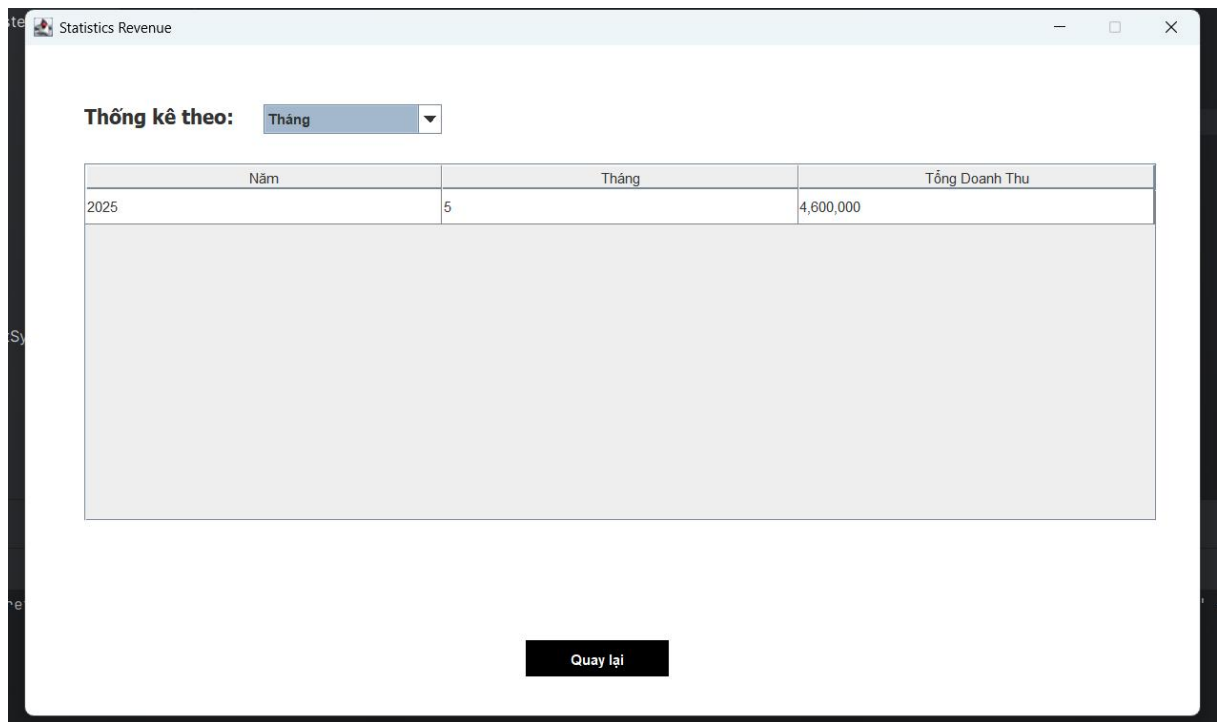 Statistics Revenue
Thống kê theo: Tháng
Năm Tháng Tổng Doanh Thu
2025 5 4,600,000
Quay lại